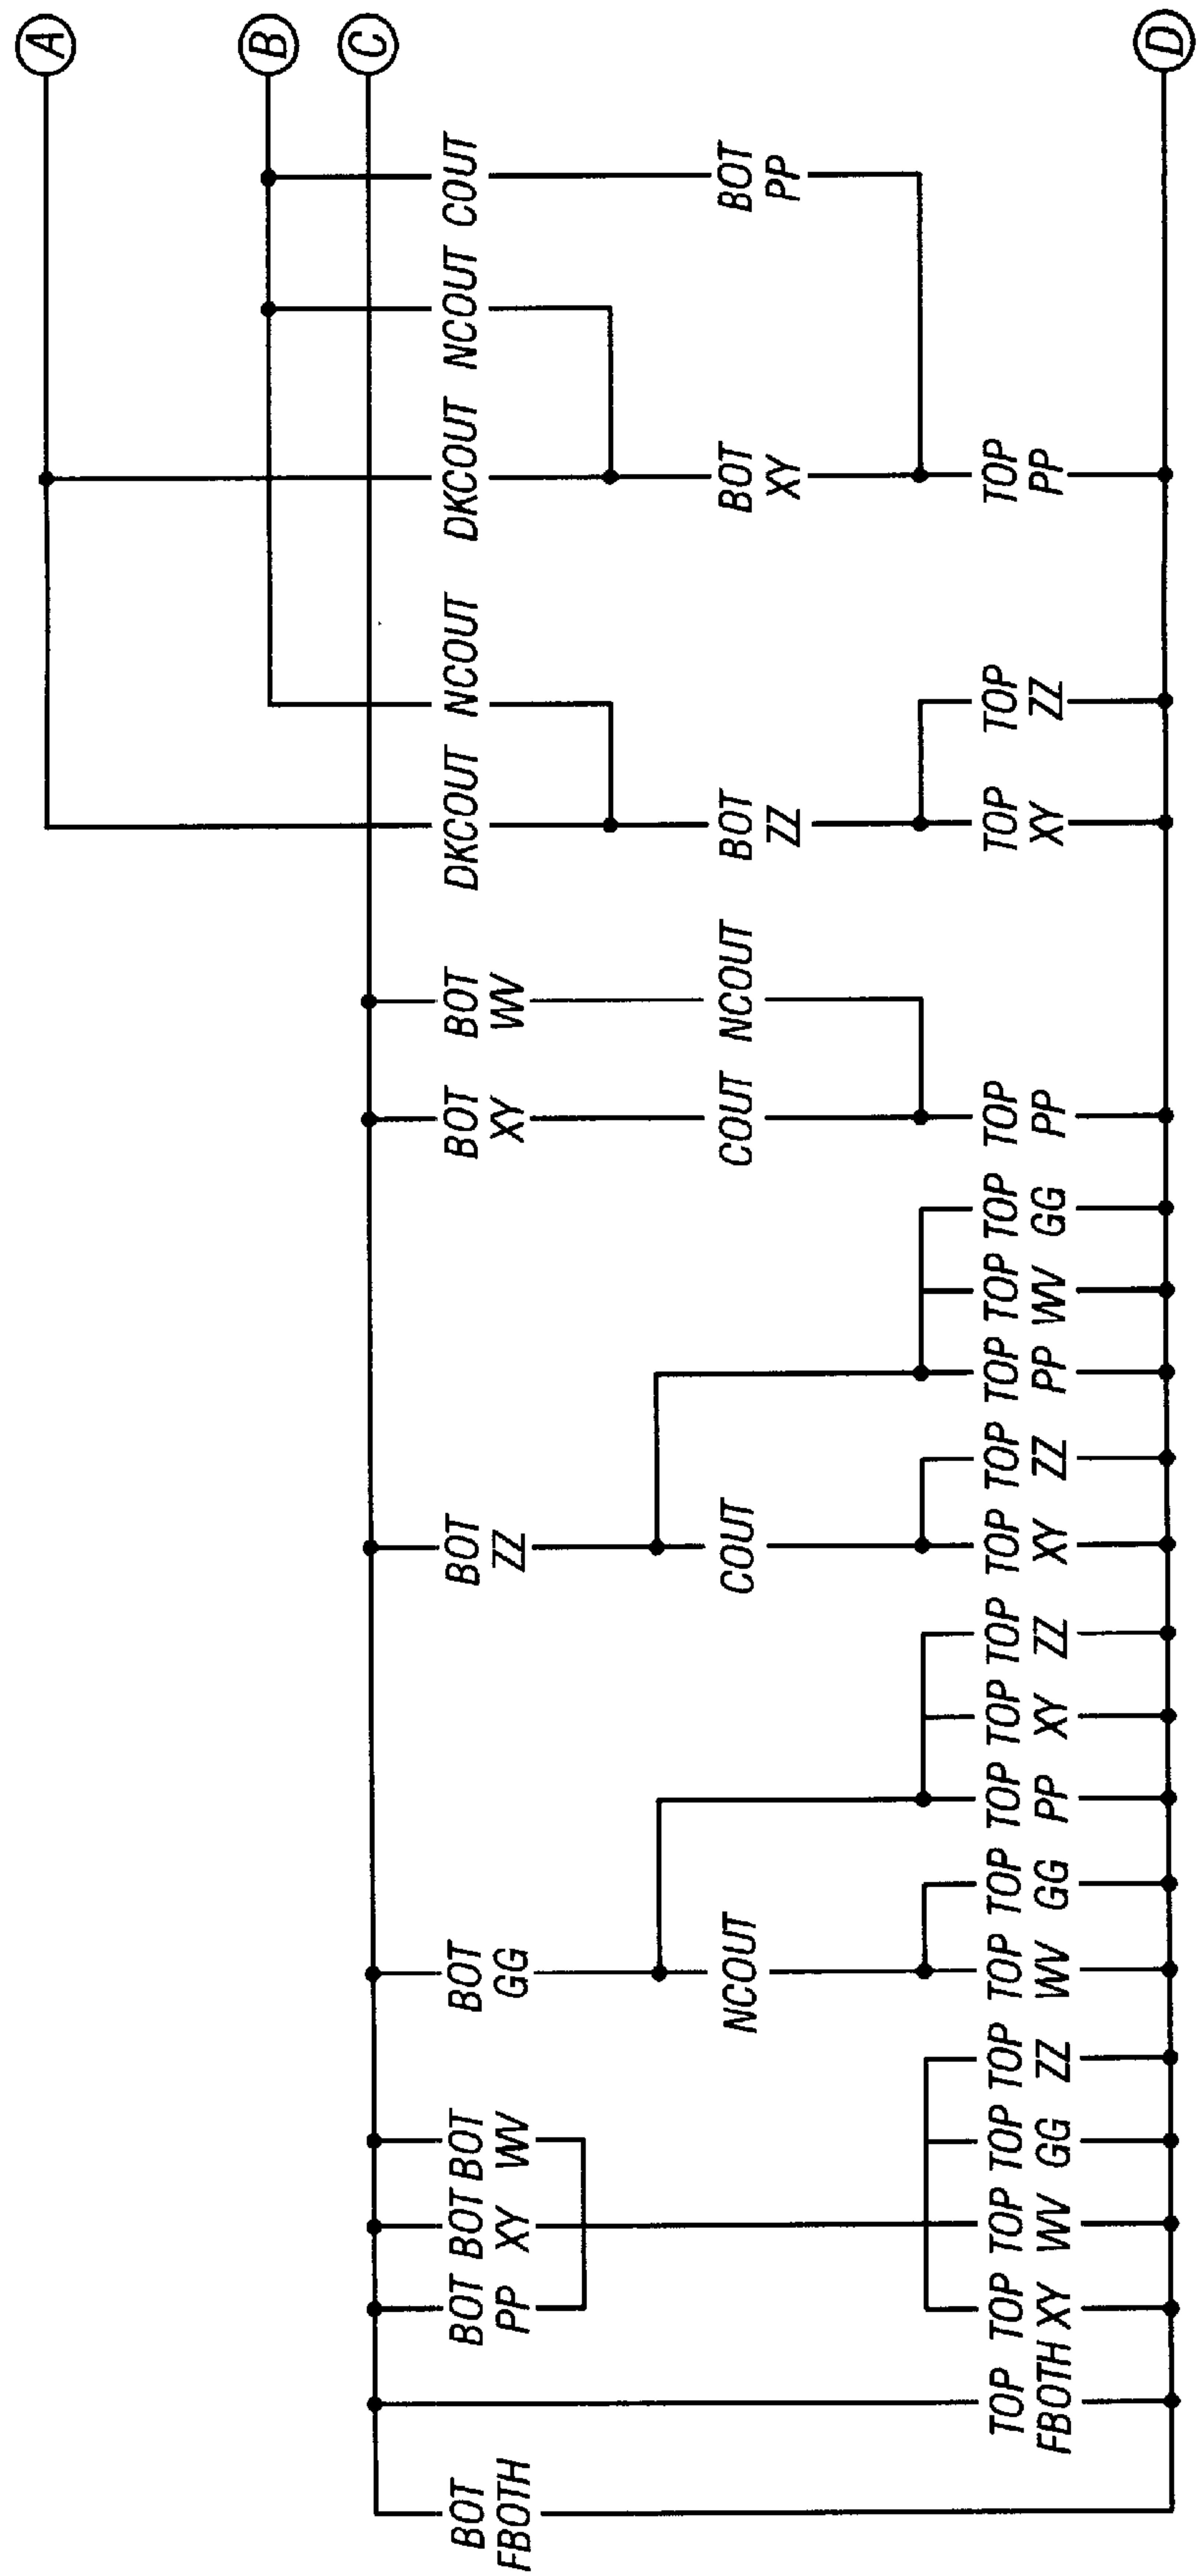 A
B
C
BOT BOT BOT BOT BOT BOT BOT BOT DKCOUT NCOUT DKCOUT NCOUT COUT
FBOTH PP XY WV GG ZZ XY WV
NCOUT COUT COUT NCOUT BOT BOT BOT
ZZ XY PP
TOP TOP TOP TOP TOP TOP TOP TOP TOP TOP TOP TOP TOP TOP TOP TOP TOP TOP TOP
FBOTH XY WV GG ZZ WV GG PP XY ZZ XY ZZ PP WV GG PP XY ZZ PP
D